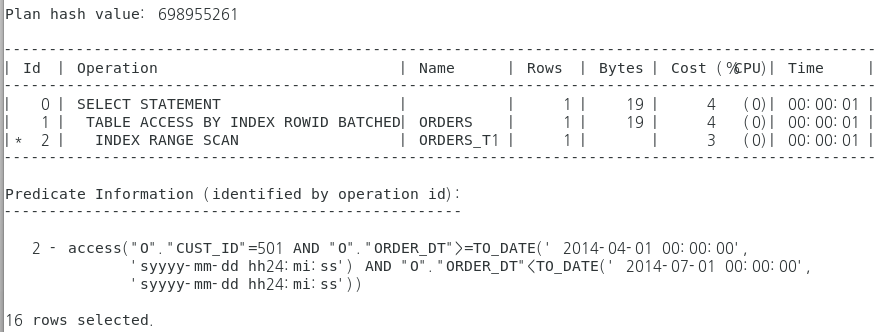 Plan hash value: 698955261
--------------------------------------------------------------------------------------------------
| Id | Operation | Name | Rows | Bytes | Cost (%CPU)| Time |
--------------------------------------------------------------------------------------------------
| 0 | SELECT STATEMENT | | 1 | 19 | 4 (0)| 00:00:01 |
| 1 | TABLE ACCESS BY INDEX ROWID BATCHED| ORDERS | 1 | 19 | 4 (0)| 00:00:01 |
|* 2 | INDEX RANGE SCAN | ORDERS_T1 | 1 | | 3 (0)| 00:00:01 |
--------------------------------------------------------------------------------------------------
Predicate Information (identified by operation id):
---------------------------------------------------
2 - access("O"."CUST_ID"=501 AND "O"."ORDER_DT">=TO_DATE(' 2014-04-01 00:00:00',
'syyyy-mm-dd hh24:mi:ss') AND "O"."ORDER_DT"<TO_DATE(' 2014-07-01 00:00:00',
'syyyy-mm-dd hh24:mi:ss'))
16 rows selected.